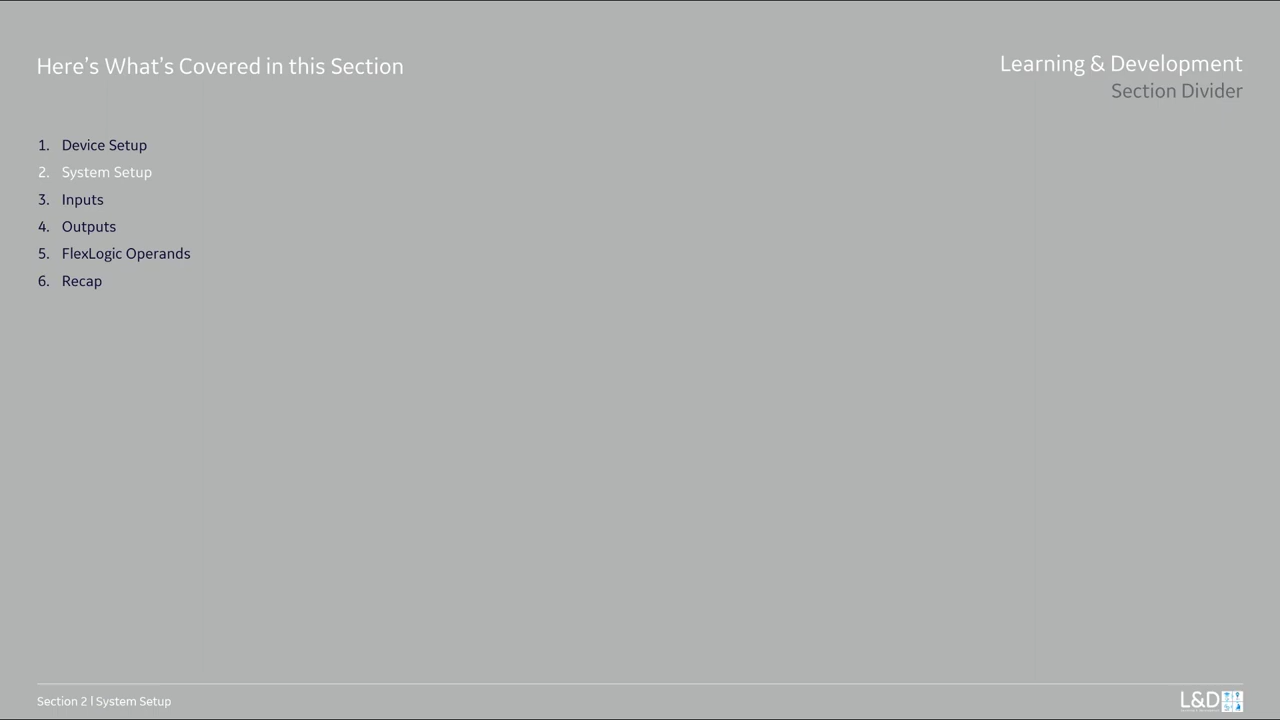 Here's What's Covered in this Section
Learning & Development
Section Divider
1. Device Setup
2. System Setup
3. Inputs
4. Outputs
5. FlexLogic Operands
6. Recap
Section 2 | System Setup
L&D